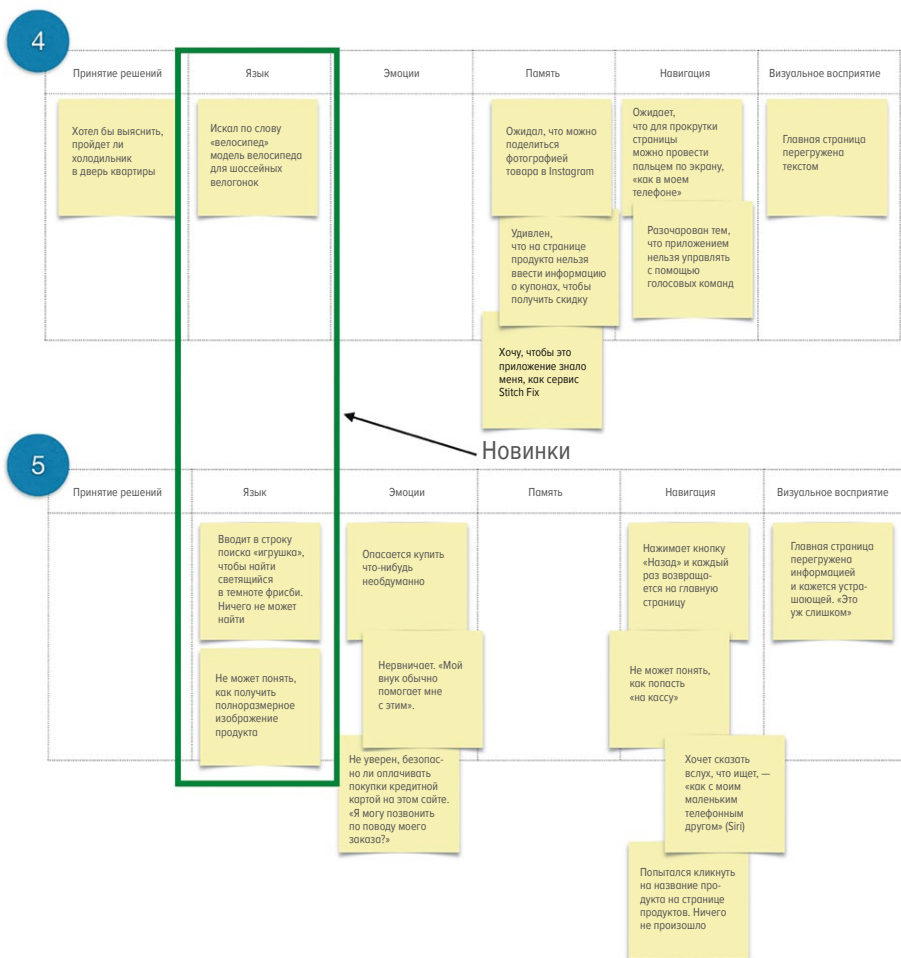 4
Принятие решений
Язык
Эмоции
Память
Навигация
Визуальное восприятие
Хотел бы выяснить,
пройдет ли
холодильник
в дверь квартиры
Искал по слову
«велосипед»
модель велосипеда
для шоссейных
велогонок
Ожидал, что можно
поделиться
фотографией
товара в Instagram
Удивлен,
что на странице
продукта нельзя
ввести информацию
о купонах, чтобы
получить скидку
Хочу, чтобы это
приложение знало
меня, как сервис
Stitch Fix
Ожидает,
что для прокрутки
страницы
можно провести
пальцем по экрану,
«как в моем
телефоне»
Разочарован тем,
что приложением
нельзя управлять
с помощью
голосовых команд
Главная страница
перегружена
текстом
Новинки
5
Принятие решений
Язык
Эмоции
Память
Навигация
Визуальное восприятие
Вводит в строку
поиска «игрушка»,
чтобы найти
светящийся
в темноте фрисби.
Ничего не может
найти
Не может понять,
как получить
полноразмерное
изображение
продукта
Опасается купить
что-нибудь
необдуманно
Нервничает. «Мой
внук обычно
помогает мне
с этим».
Не уверен, безопас-
но ли оплачивать
покупки кредитной
картой на этом сайте.
«Я могу позвонить
по поводу моего
заказа?»
Нажимает кнопку
«Назад» и каждый
раз возвраща-
ется на главную
страницу
Не может понять,
как попасть
«на кассу»
Хочет сказать
вслух, что ищет, —
«как с моим
маленьким
телефонным
другом» (Siri)
Попытался кликнуть
на название про-
дукта на странице
продуктов. Ничего
не произошло
Главная страница
перегружена
информацией
и кажется устра-
шающей. «Это
уж слишком»